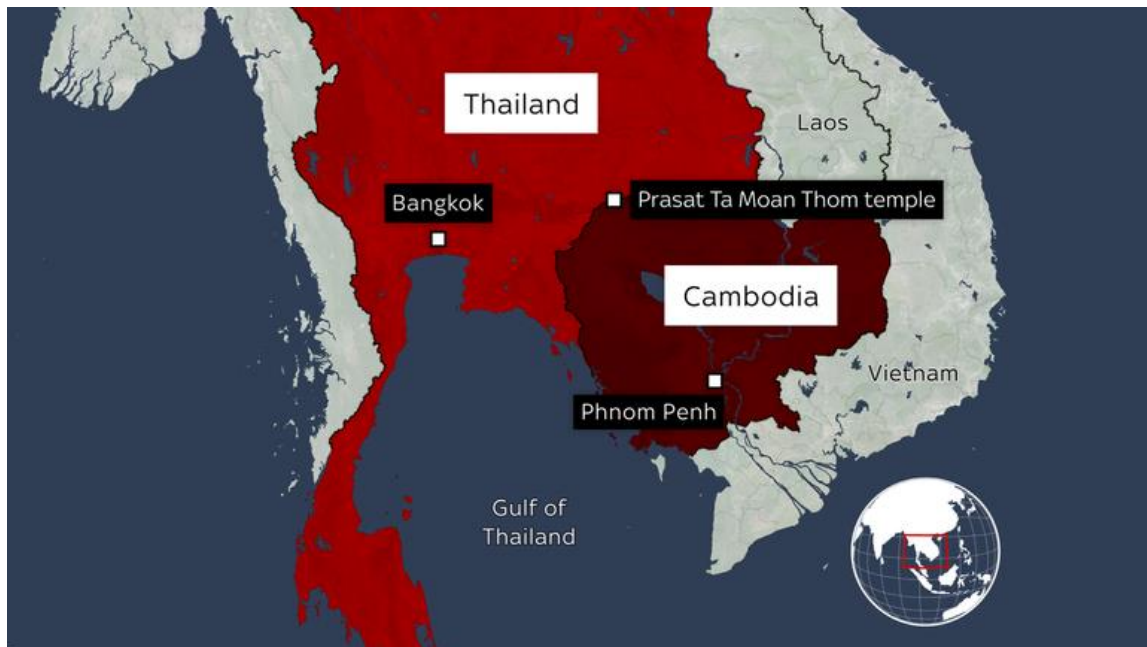 Thailand
Laos
Bangkok
Prasat Ta Moan Thom temple
Cambodia
Vietnam
Phnom Penh
Gulf of
Thailand